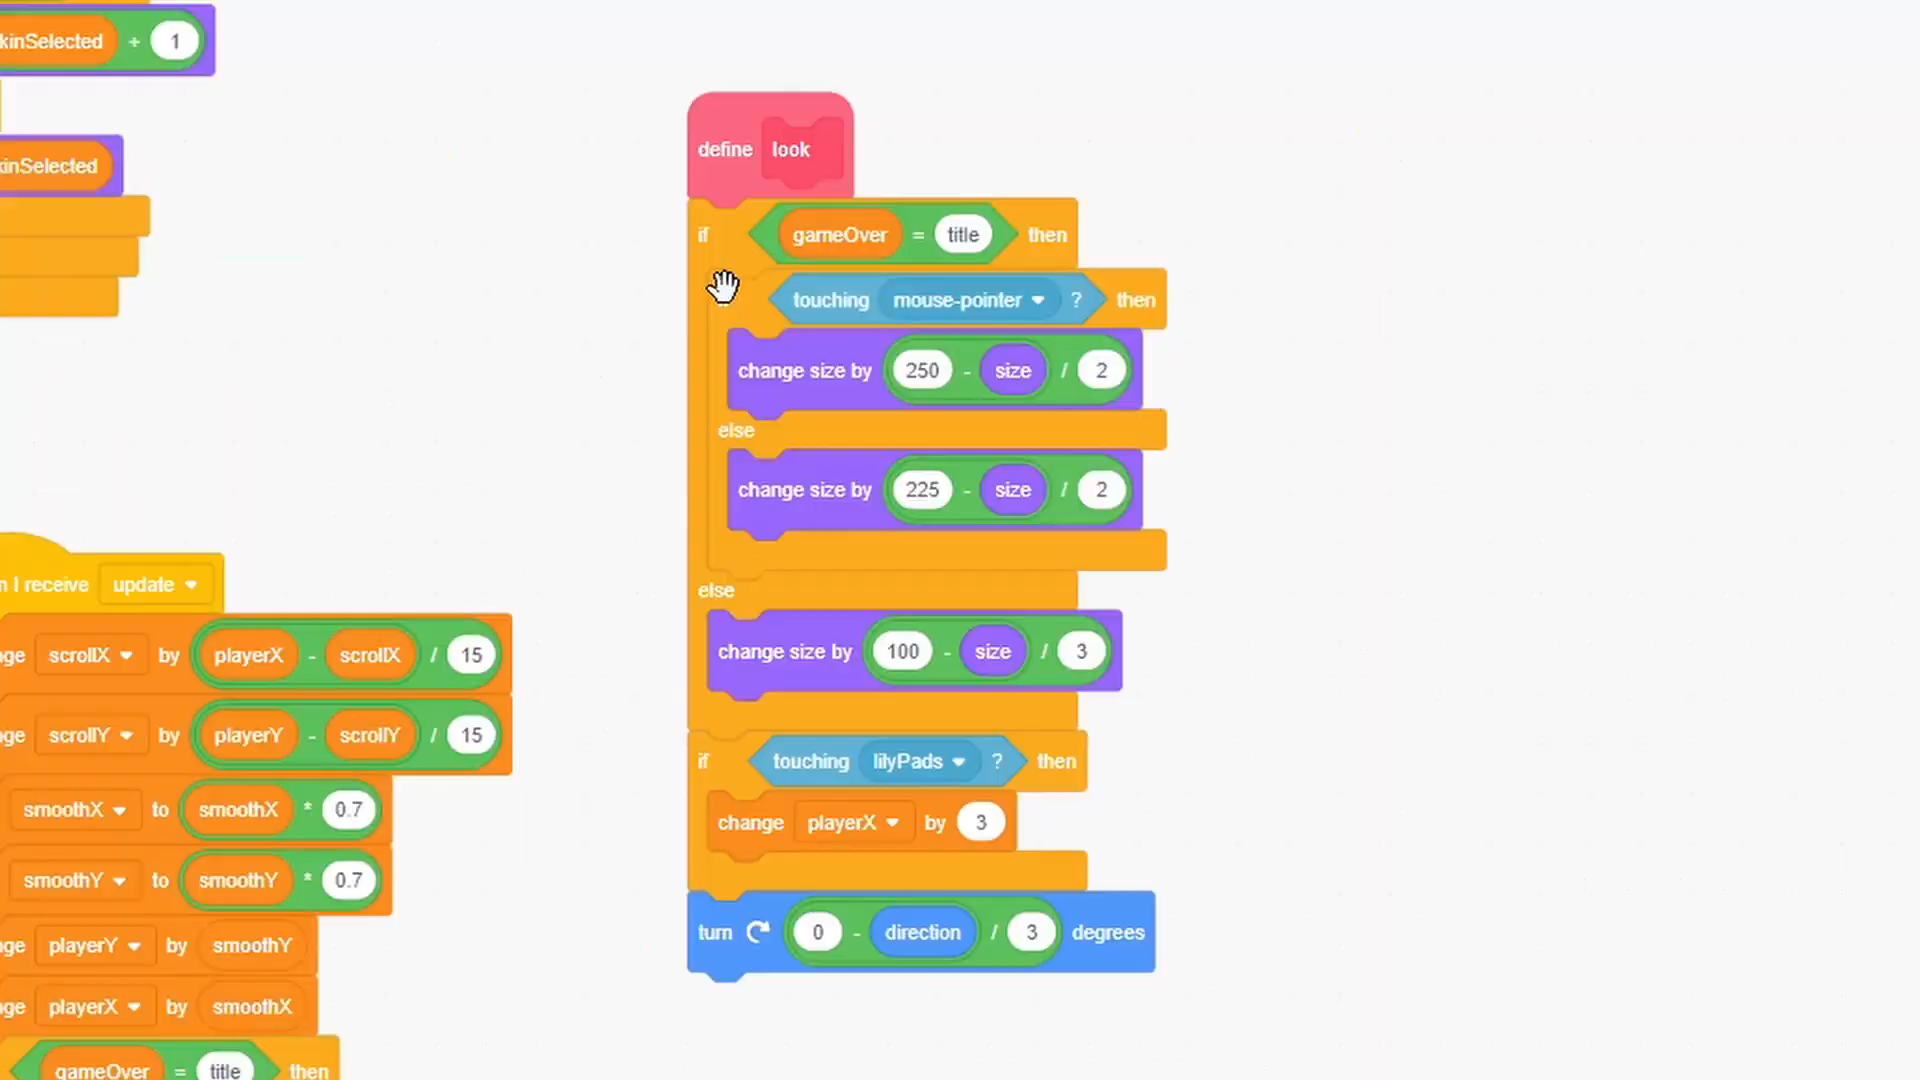 kinSelected + 1
kinSelected
define look
if gameOver = title then
touching mouse-pointer ? then
change size by 250 - size / 2
else
change size by 225 - size / 2
else
change size by 100 - size / 3
if touching lilyPads ? then
change playerX by 3
turn 0 - direction / 3 degrees
n I receive update
ge scrollX by playerX - scrollX / 15
ge scrollY by playerY - scrollY / 15
smoothX to smoothX * 0.7
smoothY to smoothY * 0.7
ge playerY by smoothY
ge playerX by smoothX
gameOver = title then